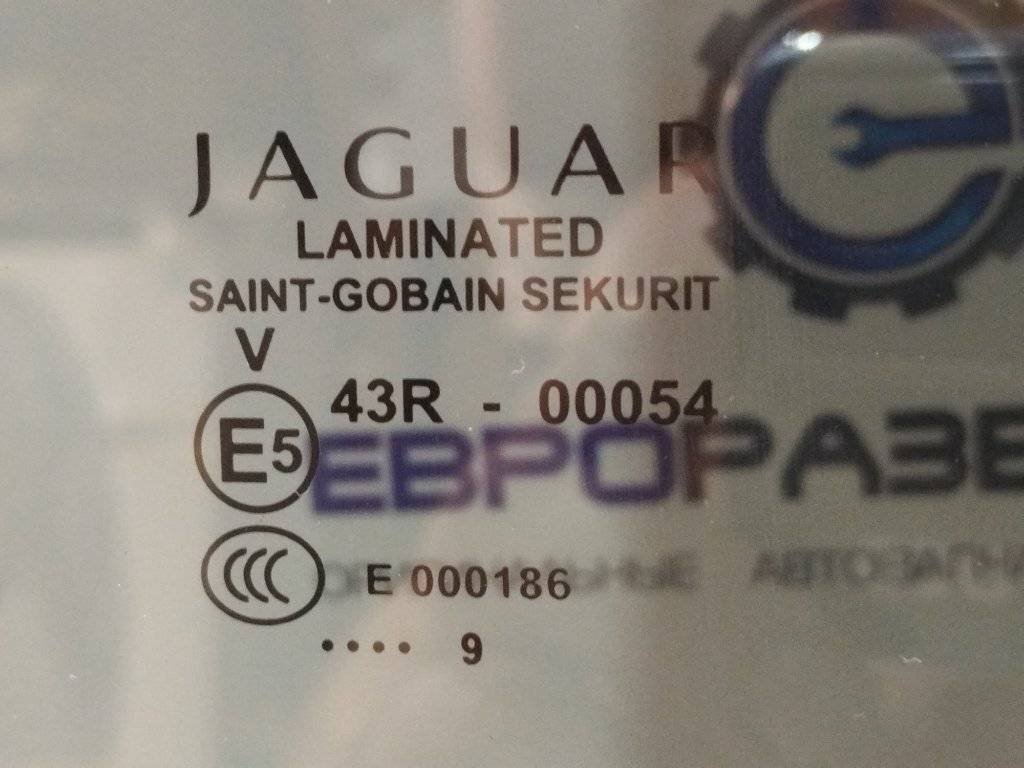 JAGUAR
LAMINATED
SAINT-GOBAIN SEKURIT
V
43R - 00054
E5
ЕВРОРАЗБ
CCC E 000186
.... 9